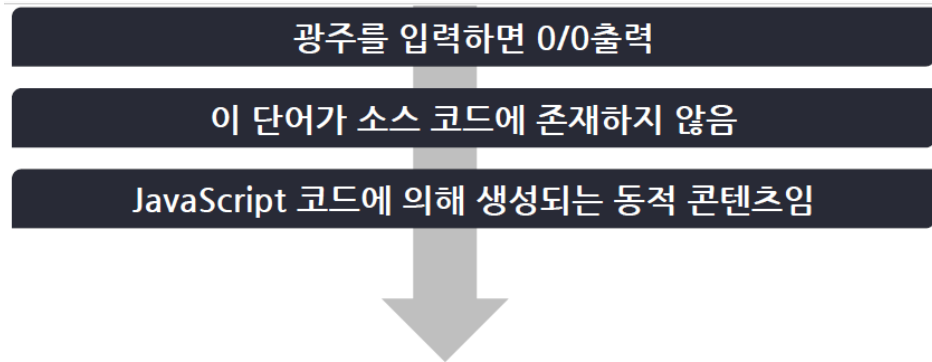 광주를 입력하면 0/0출력
이 단어가 소스 코드에 존재하지 않음
JavaScript 코드에 의해 생성되는 동적 콘텐츠임